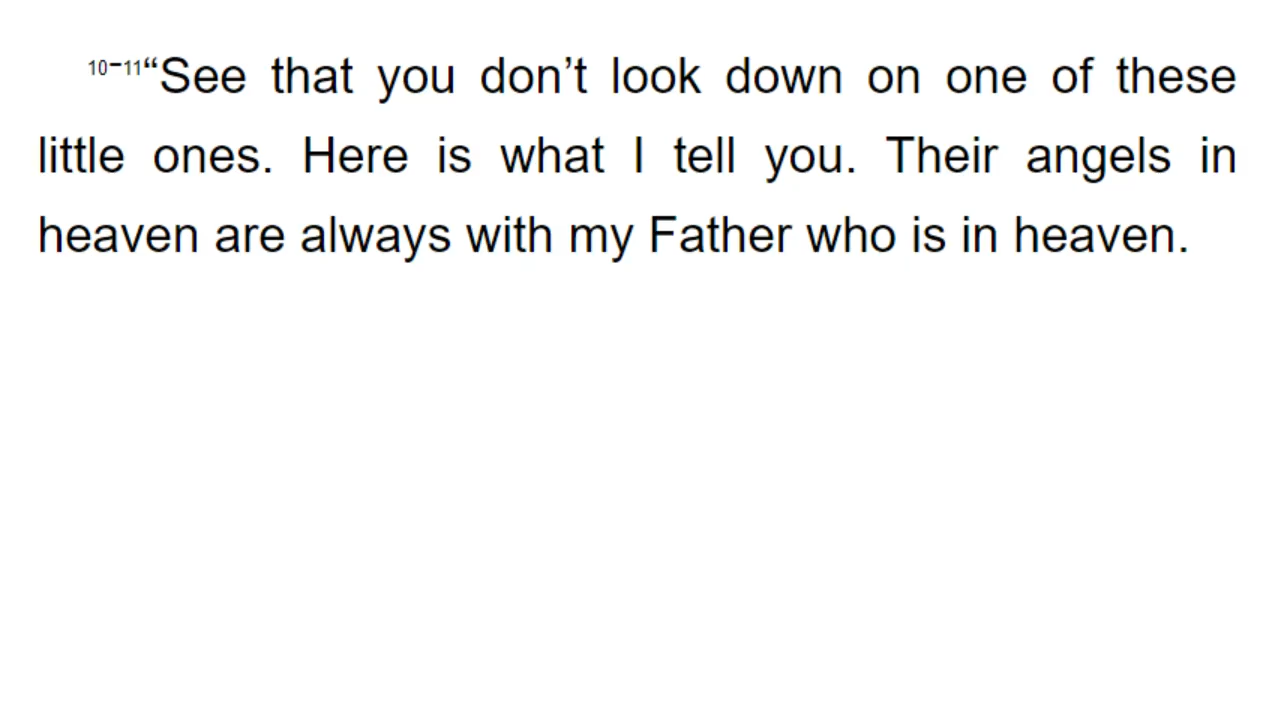 10–11“See that you don’t look down on one of these
little ones. Here is what I tell you. Their angels in
heaven are always with my Father who is in heaven.